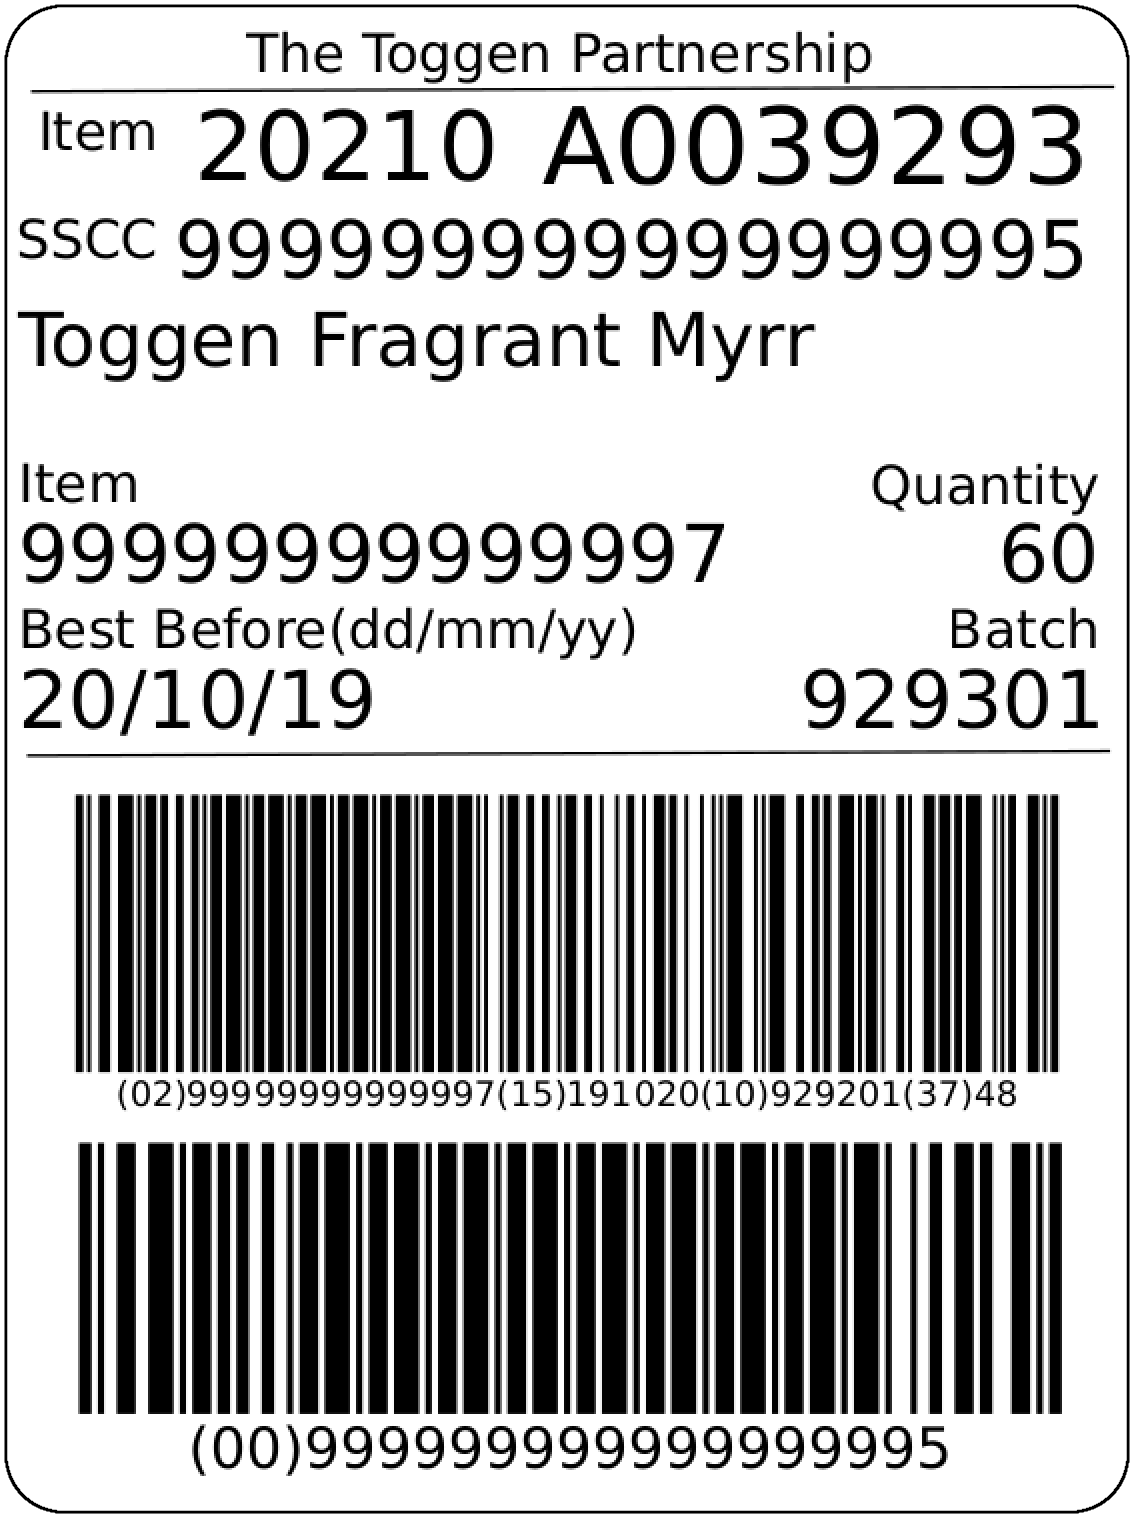 The Toggen Partnership
Item 20210 A0039293
SSCC 999999999999999995
Toggen Fragrant Myrr
Item Quantity
99999999999997 60
Best Before(dd/mm/yy) Batch
20/10/19 929301
(02)99999999999997(15)191020(10)929201(37)48
(00)999999999999999995